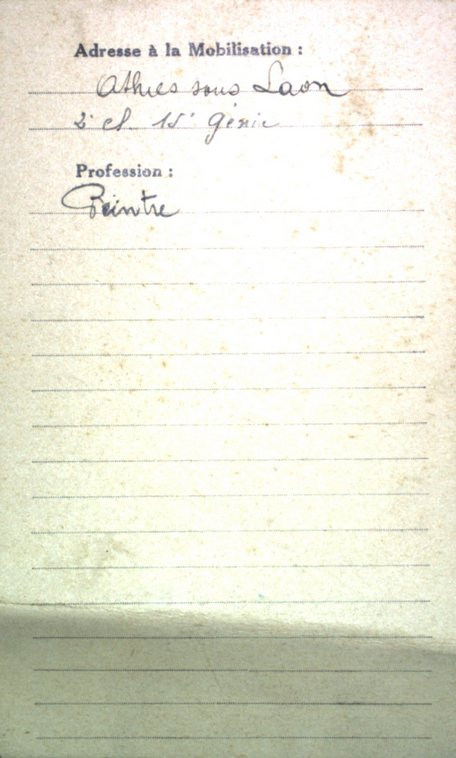 Adresse à la Mobilisation :
Athies sous Laon
2e cl. 15e Génie
Profession :
Peintre